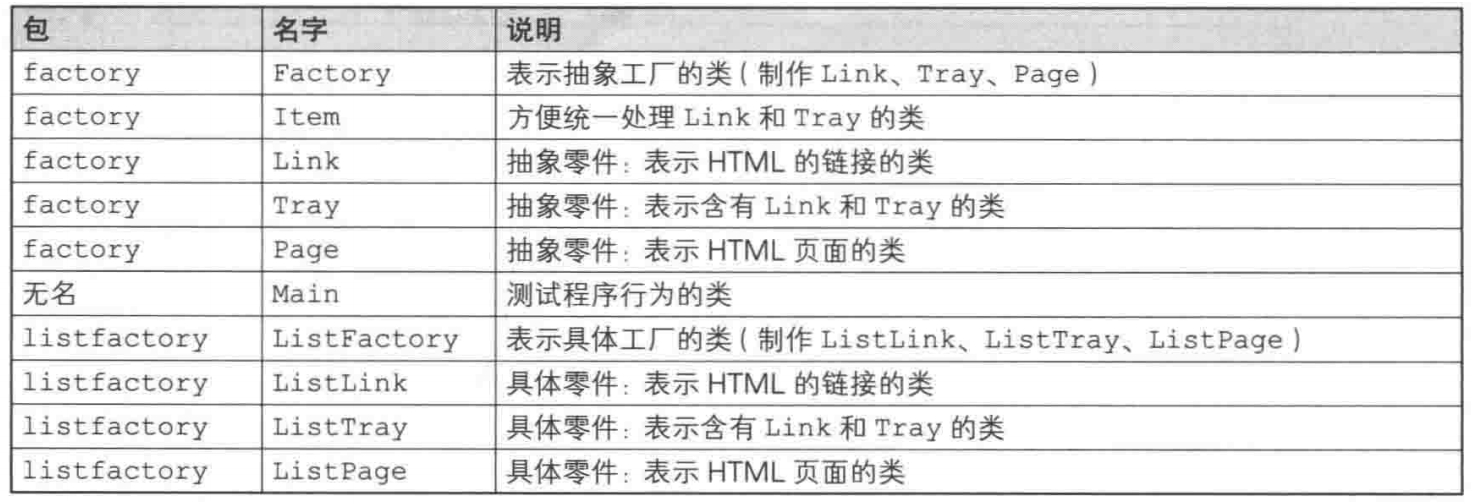 包 名字 说明
factory Factory 表示抽象工厂的类(制作 Link、Tray、Page)
factory Item 方便统一处理 Link 和 Tray 的类
factory Link 抽象零件：表示 HTML 的链接的类
factory Tray 抽象零件：表示含有 Link 和 Tray 的类
factory Page 抽象零件：表示 HTML 页面的类
无名 Main 测试程序行为的类
listfactory ListFactory 表示具体工厂的类(制作 ListLink、ListTray、ListPage)
listfactory ListLink 具体零件：表示 HTML 的链接的类
listfactory ListTray 具体零件：表示含有 Link 和 Tray 的类
listfactory ListPage 具体零件：表示 HTML 页面的类